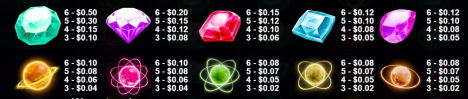 6 - $0.50
5 - $0.30
4 - $0.15
3 - $0.10
6 - $0.20
5 - $0.15
4 - $0.12
3 - $0.08
6 - $0.15
5 - $0.12
4 - $0.10
3 - $0.06
6 - $0.12
5 - $0.10
4 - $0.08
3 - $0.05
6 - $0.12
5 - $0.10
4 - $0.08
3 - $0.05
6 - $0.10
5 - $0.08
4 - $0.06
3 - $0.04
6 - $0.10
5 - $0.08
4 - $0.06
3 - $0.04
6 - $0.08
5 - $0.07
4 - $0.05
3 - $0.02
6 - $0.08
5 - $0.07
4 - $0.05
3 - $0.02
6 - $0.08
5 - $0.07
4 - $0.05
3 - $0.02